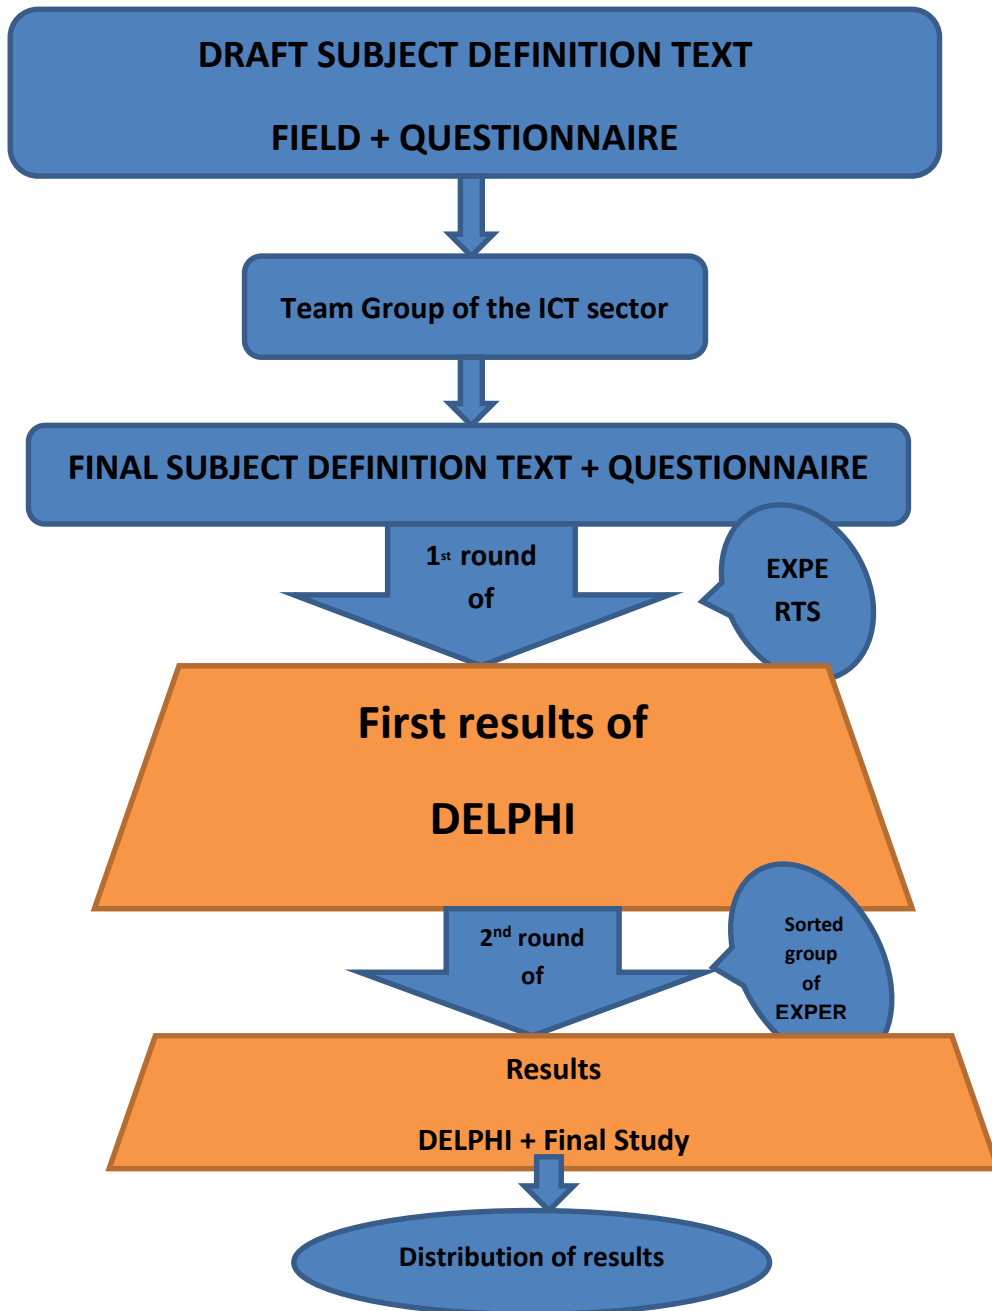 DRAFT SUBJECT DEFINITION TEXT
FIELD + QUESTIONNAIRE
Team Group of the ICT sector
FINAL SUBJECT DEFINITION TEXT + QUESTIONNAIRE
1st round
of
EXPE
RTS
First results of
DELPHI
2nd round
of
Sorted
group
of
EXPER
Results
DELPHI + Final Study
Distribution of results